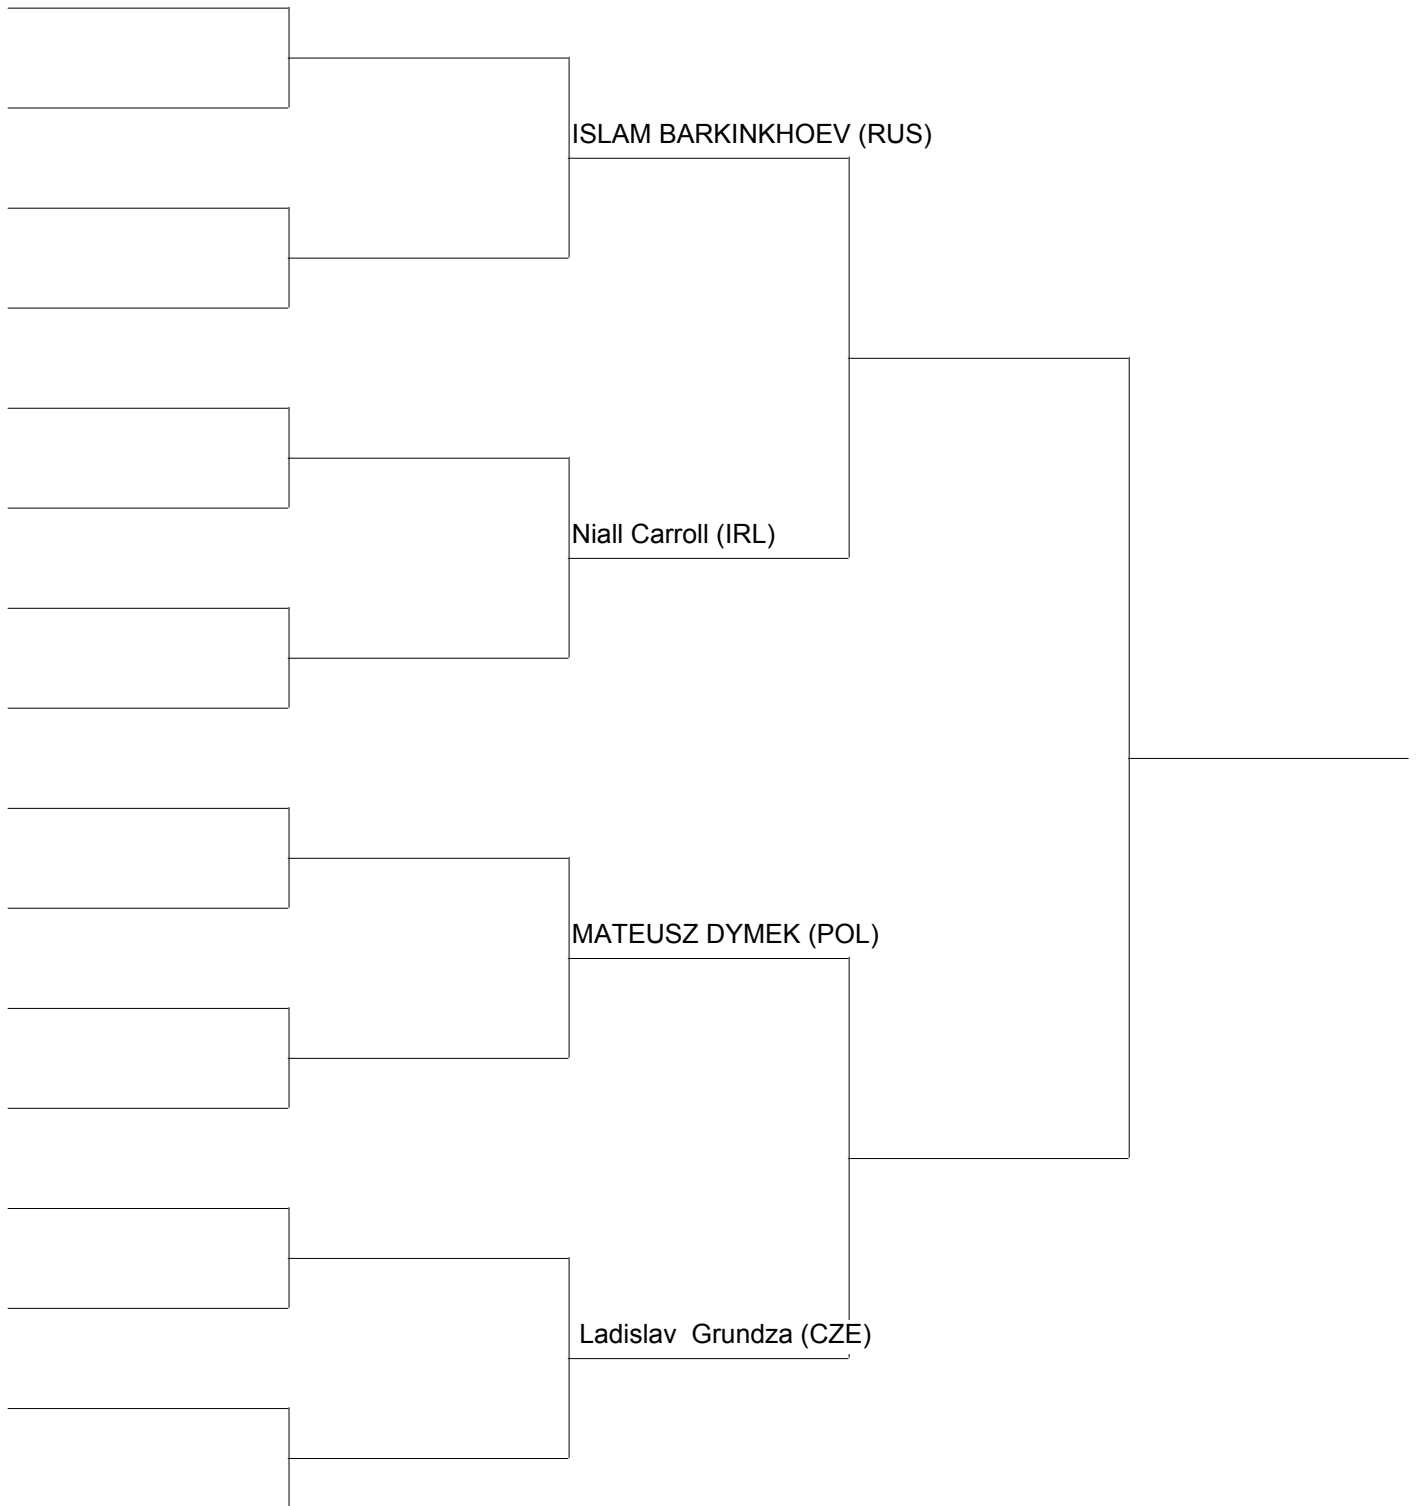 ISLAM BARKINKHOEV (RUS)
Niall Carroll (IRL)
MATEUSZ DYMEK (POL)
Ladislav  Grundza (CZE)